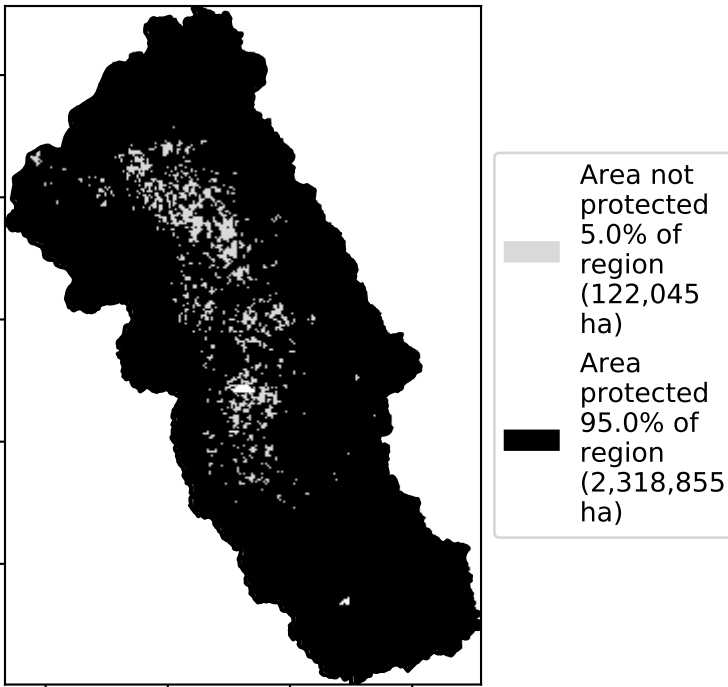 Area not
protected
5.0% of
region
(122,045
ha)
Area
protected
95.0% of
region
(2,318,855
ha)